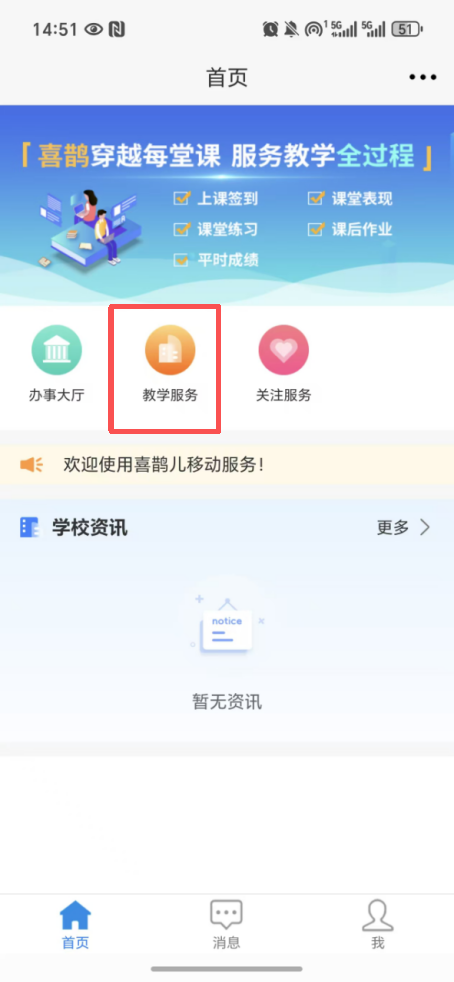 14:51
1 5G 5G 51
首页
「喜鹊穿越每堂课 服务教学全过程」
上课签到 课堂表现
课堂练习 课后作业
平时成绩
办事大厅 教学服务 关注服务
欢迎使用喜鹊儿移动服务！
学校资讯 更多
notice
暂无资讯
首页 消息 我